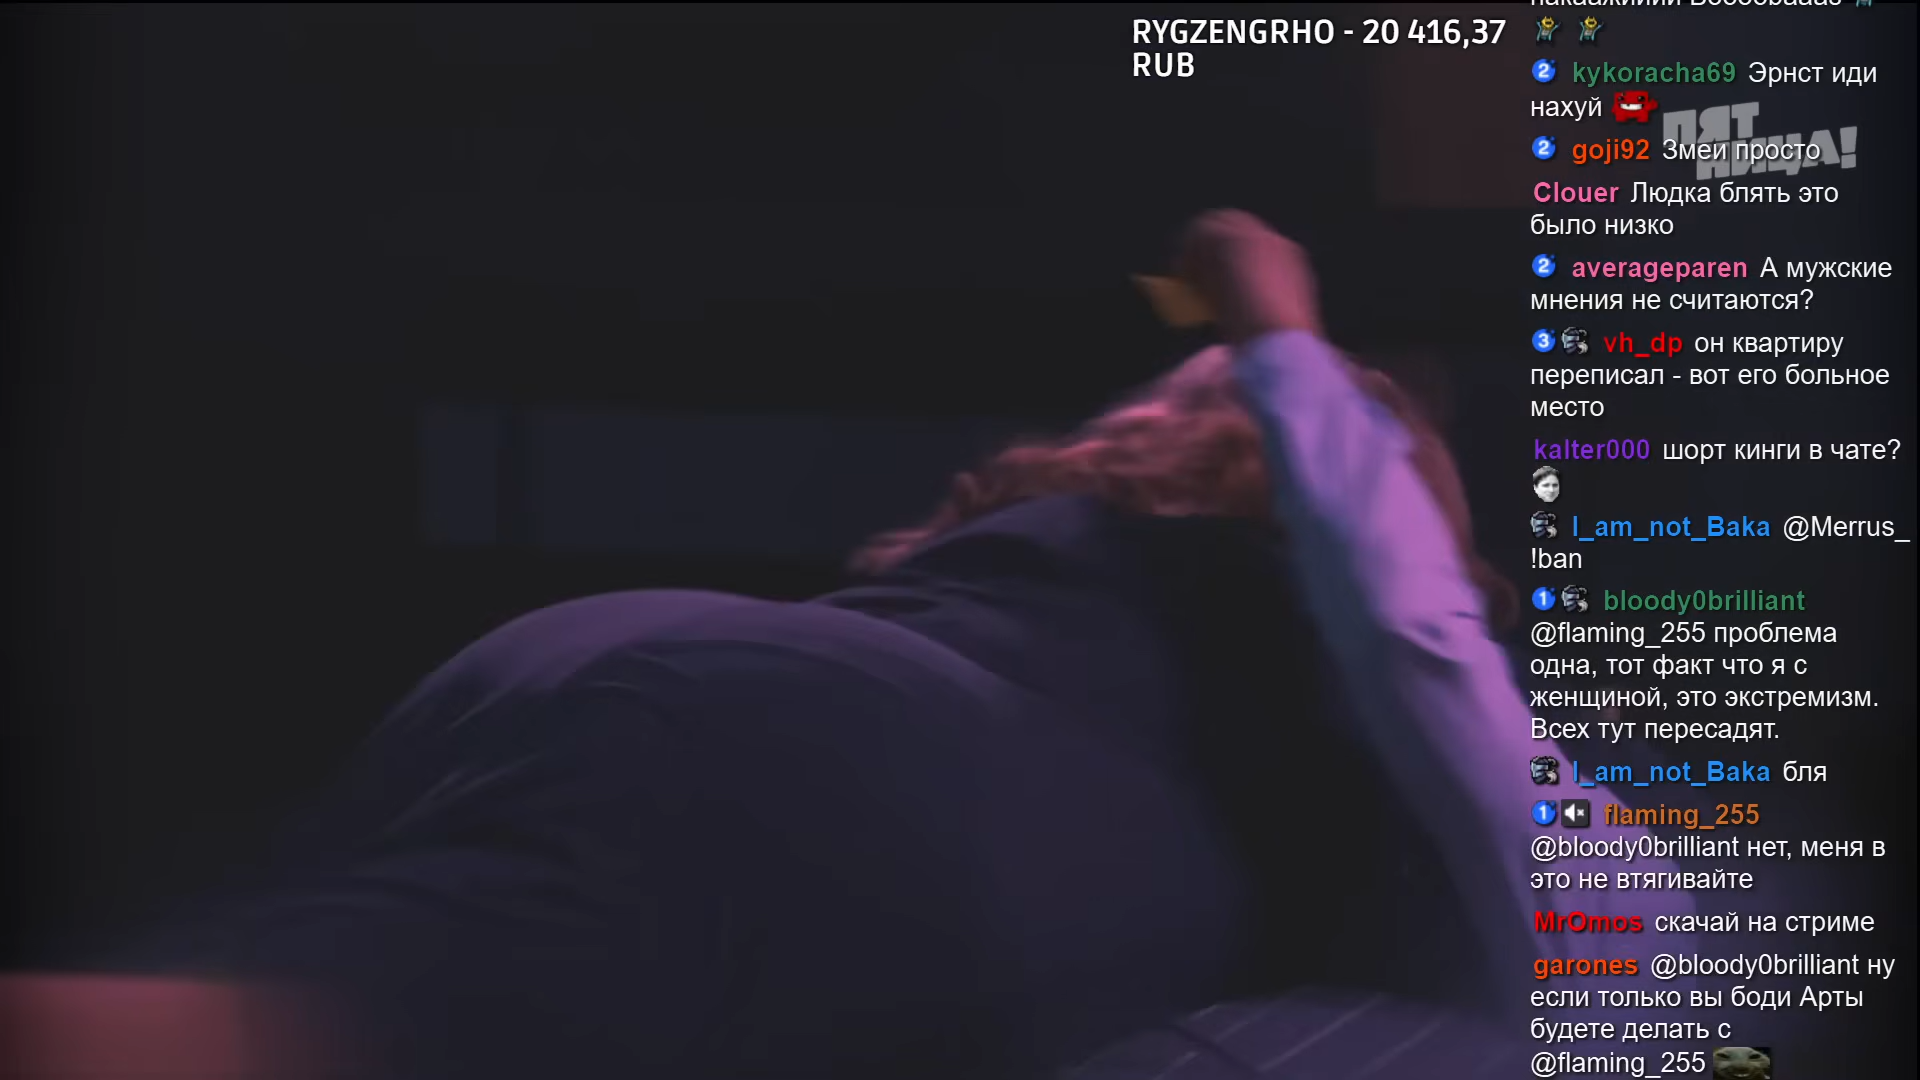 RYGZENGRHO - 20 416,37
RUB
kykoracha69 Эрнст иди
нахуй
ПЯТНИЦА!
goji92 Змеи просто
Clouer Людка блять это
было низко
averageparen А мужские
мнения не считаются?
vh_dp он квартиру
переписал - вот его больное
место
kalter000 шорт кинги в чате?
I_am_not_Baka @Merrus_
!ban
bloody0brilliant
@flaming_255 проблема
одна, тот факт что я с
женщиной, это экстремизм.
Всех тут пересадят.
I_am_not_Baka бля
flaming_255
@bloody0brilliant нет, меня в
это не втягивайте
MrOmos скачай на стриме
garones @bloody0brilliant ну
если только вы боди Арты
будете делать с
@flaming_255